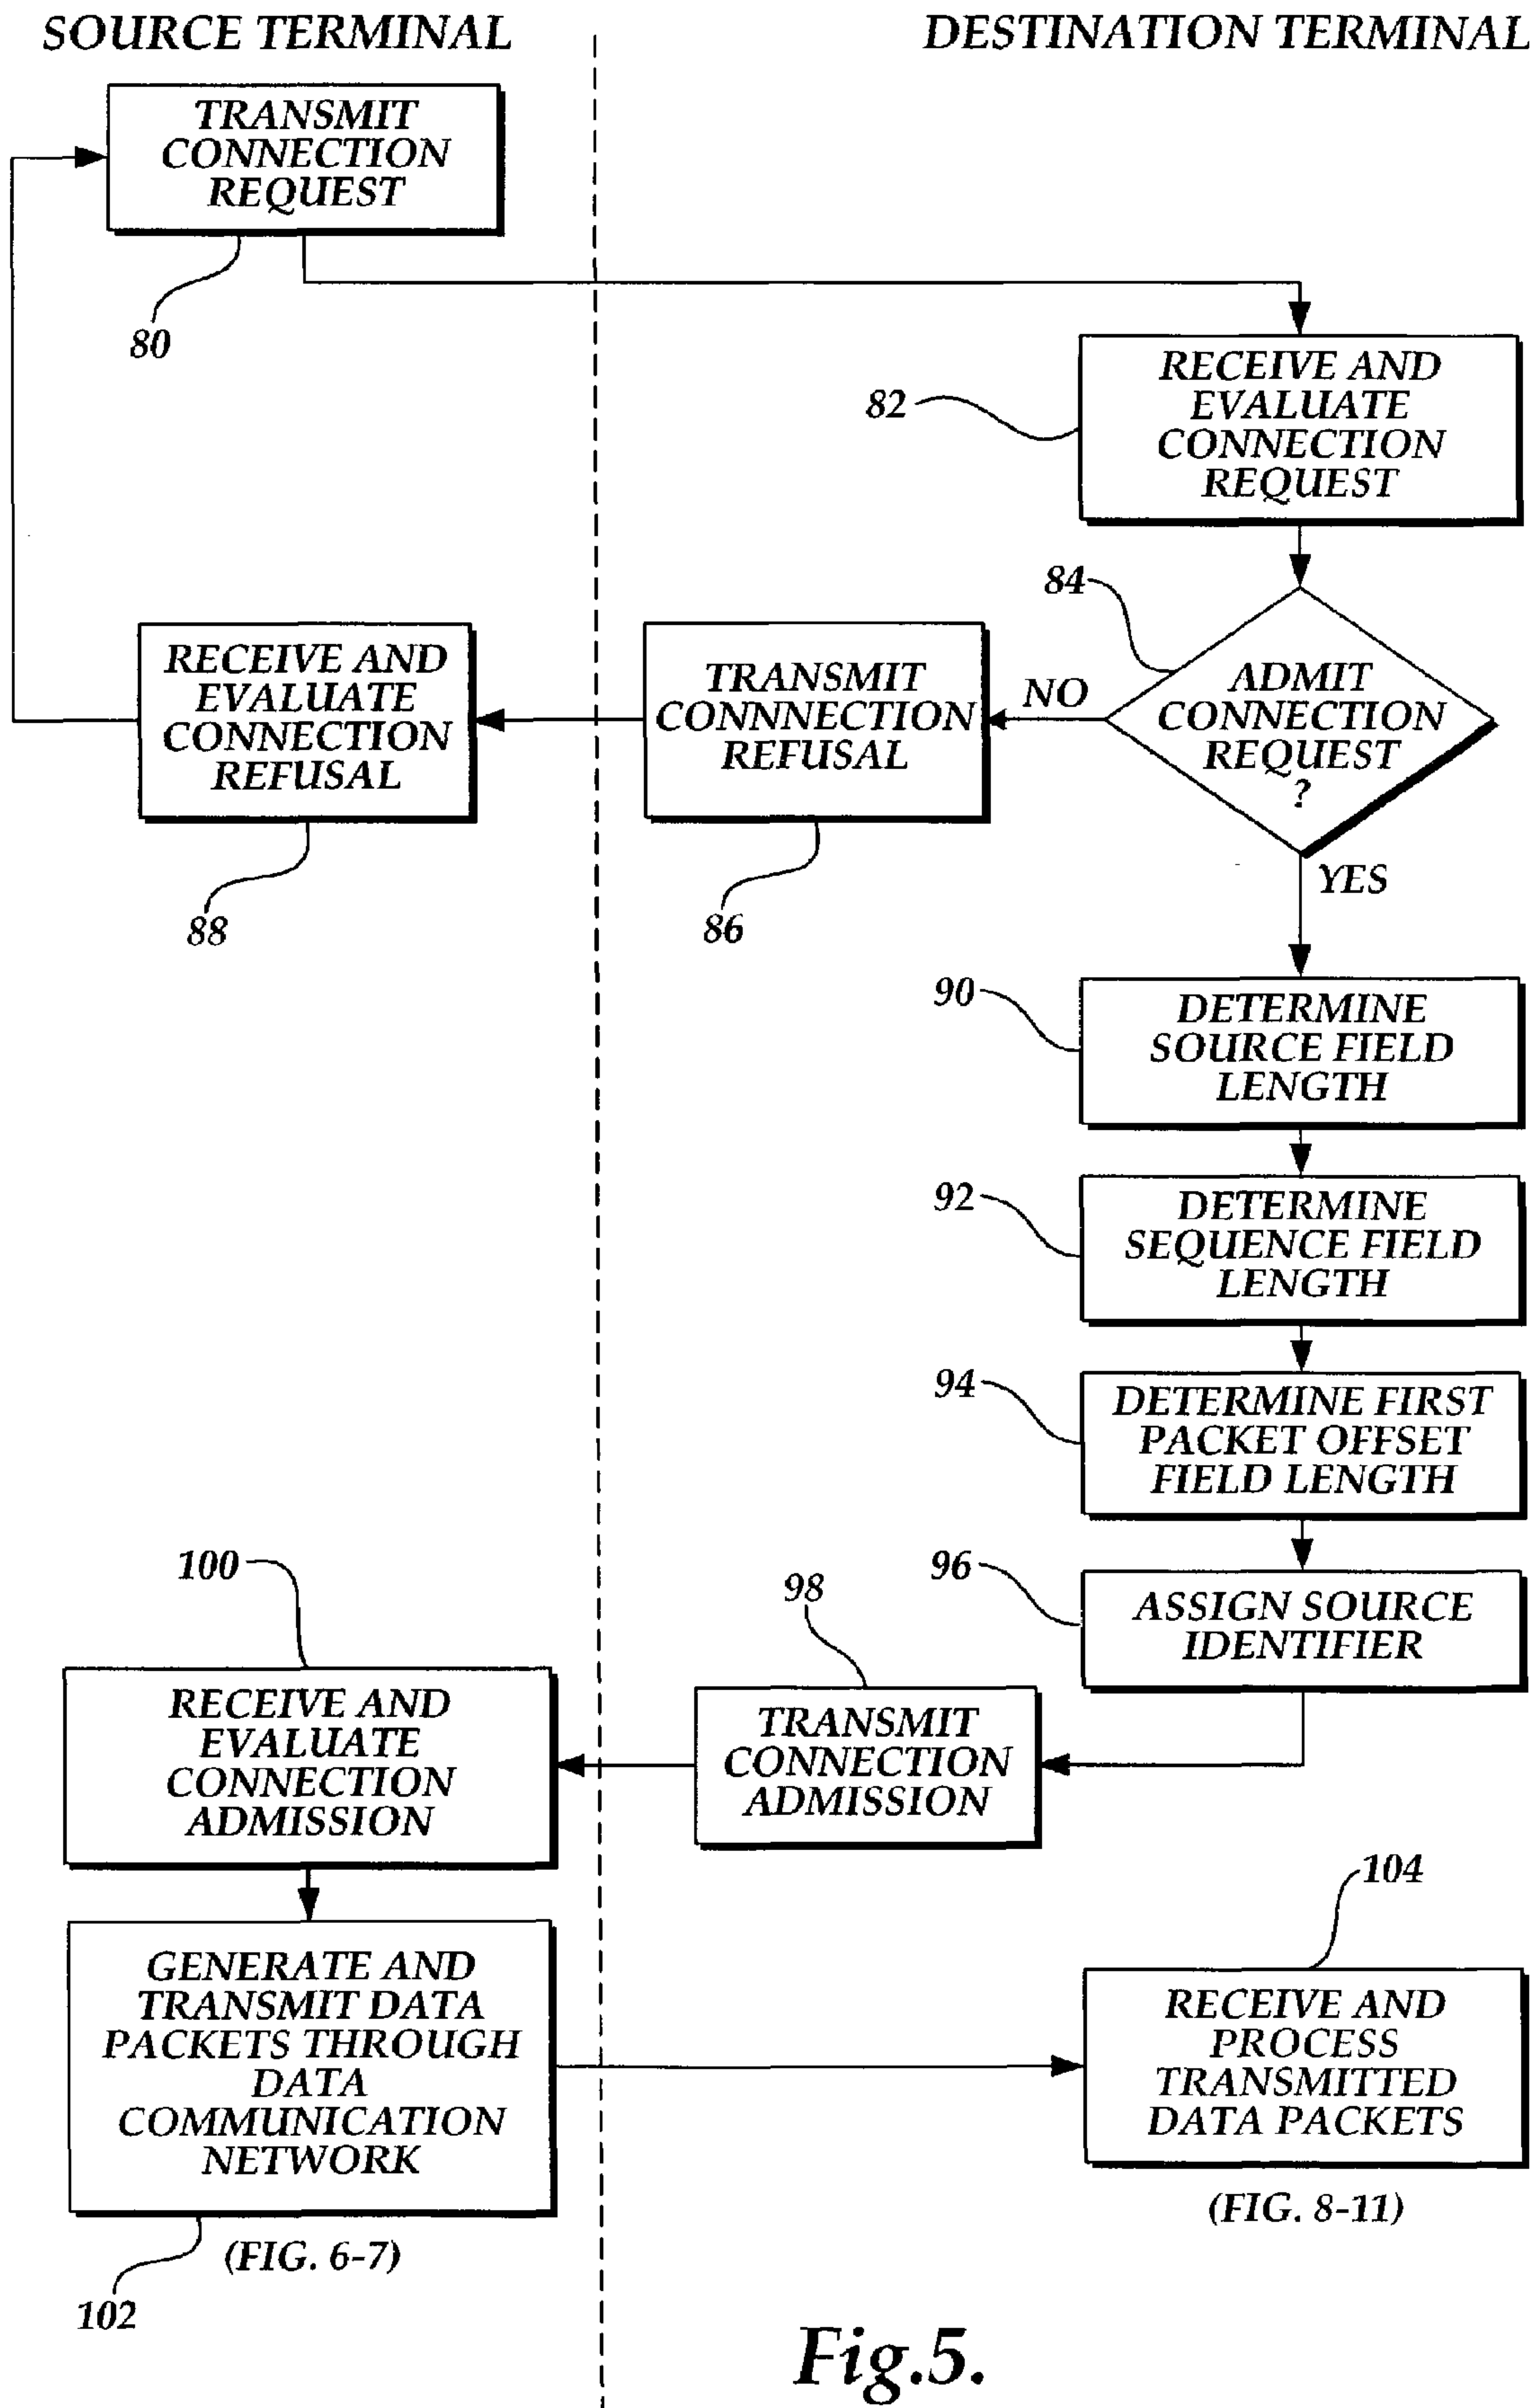 SOURCE TERMINAL
DESTINATION TERMINAL
TRANSMIT
CONNECTION
REQUEST
80
RECEIVE AND
EVALUATE
CONNECTION
REQUEST
82
84
ADMIT
CONNECTION
REQUEST
?
NO
YES
TRANSMIT
CONNNECTION
REFUSAL
86
RECEIVE AND
EVALUATE
CONNECTION
REFUSAL
88
90
DETERMINE
SOURCE FIELD
LENGTH
92
DETERMINE
SEQUENCE FIELD
LENGTH
94
DETERMINE FIRST
PACKET OFFSET
FIELD LENGTH
96
ASSIGN SOURCE
IDENTIFIER
98
TRANSMIT
CONNECTION
ADMISSION
100
RECEIVE AND
EVALUATE
CONNECTION
ADMISSION
GENERATE AND
TRANSMIT DATA
PACKETS THROUGH
DATA
COMMUNICATION
NETWORK
(FIG. 6-7)
102
104
RECEIVE AND
PROCESS
TRANSMITTED
DATA PACKETS
(FIG. 8-11)
Fig.5.